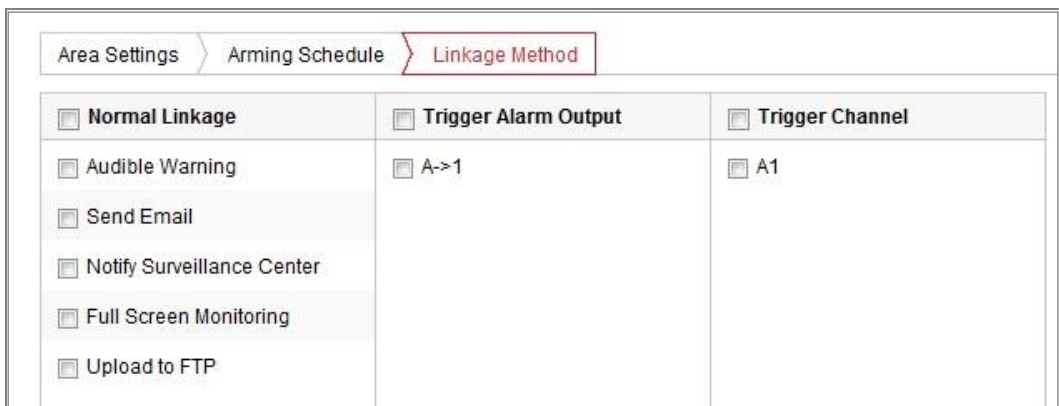 Area Settings Arming Schedule Linkage Method
Normal Linkage Trigger Alarm Output Trigger Channel
Audible Warning A->1 A1
Send Email
Notify Surveillance Center
Full Screen Monitoring
Upload to FTP